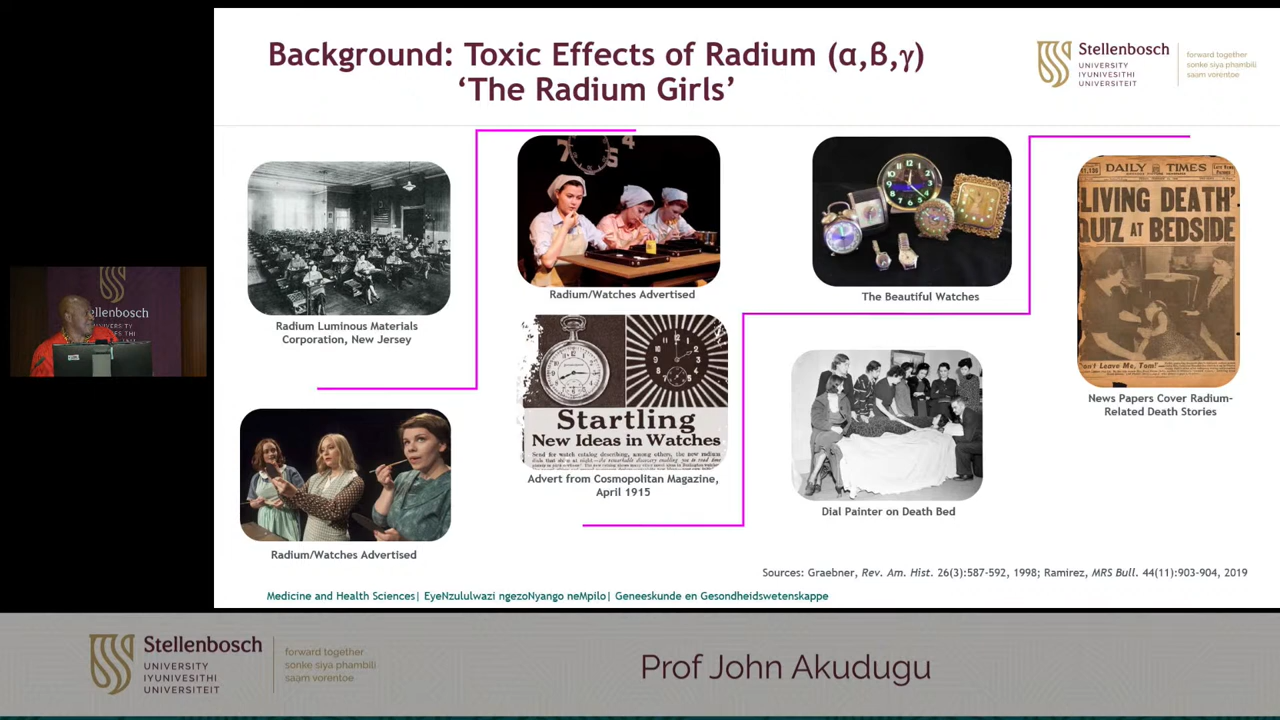 Background: Toxic Effects of Radium (α,β,γ)
‘The Radium Girls’
Stellenbosch
UNIVERSITY
IYUNIVESITHI
UNIVERSITEIT
forward together
sonke siya phambili
saam vorentoe
Radium Luminous Materials
Corporation, New Jersey
Radium/Watches Advertised
Radium/Watches Advertised
Startling
New Ideas in Watches
Advert from Cosmopolitan Magazine,
April 1915
The Beautiful Watches
Dial Painter on Death Bed
DAILY TIMES
LIVING DEATH'
QUIZ AT BEDSIDE
on't Leave Me, Tom!
News Papers Cover Radium-
Related Death Stories
ellenbosch
Sources: Graebner, Rev. Am. Hist. 26(3):587-592, 1998; Ramirez, MRS Bull. 44(11):903-904, 2019
Medicine and Health Sciences| EyeNzululwazi ngezoNyango neMpilo| Geneeskunde en Gesondheidswetenskappe
Stellenbosch
UNIVERSITY
IYUNIVESITHI
UNIVERSITEIT
forward together
sonke siya phambili
saam vorentoe
Prof John Akudugu